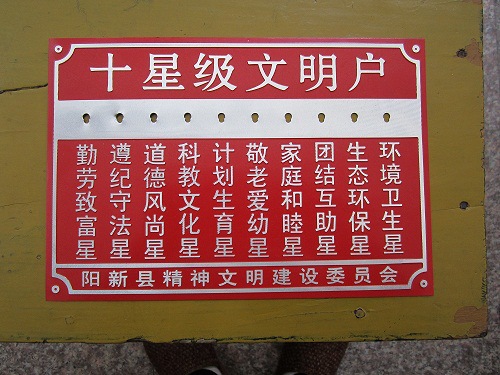 十星级文明户
勤劳致富星
遵纪守法星
道德风尚星
科教文化星
计划生育星
敬老爱幼星
家庭和睦星
团结互助星
生态环保星
环境卫生星
阳新县精神文明建设委员会